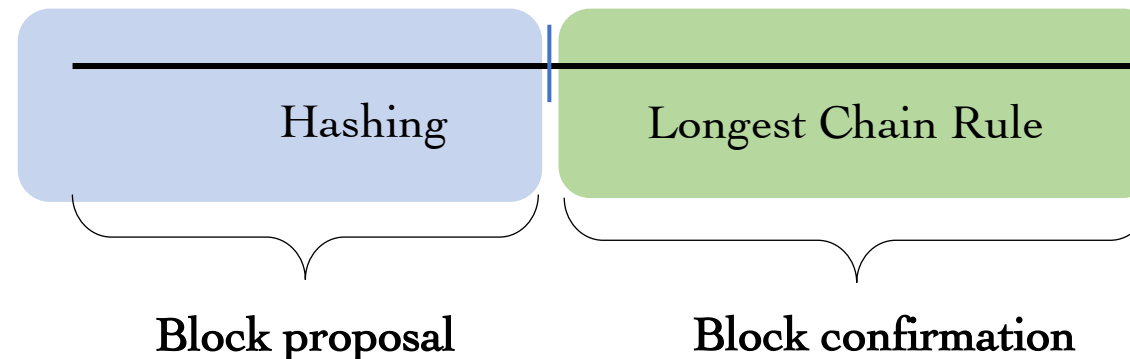 Hashing
Longest Chain Rule
Block proposal
Block confirmation